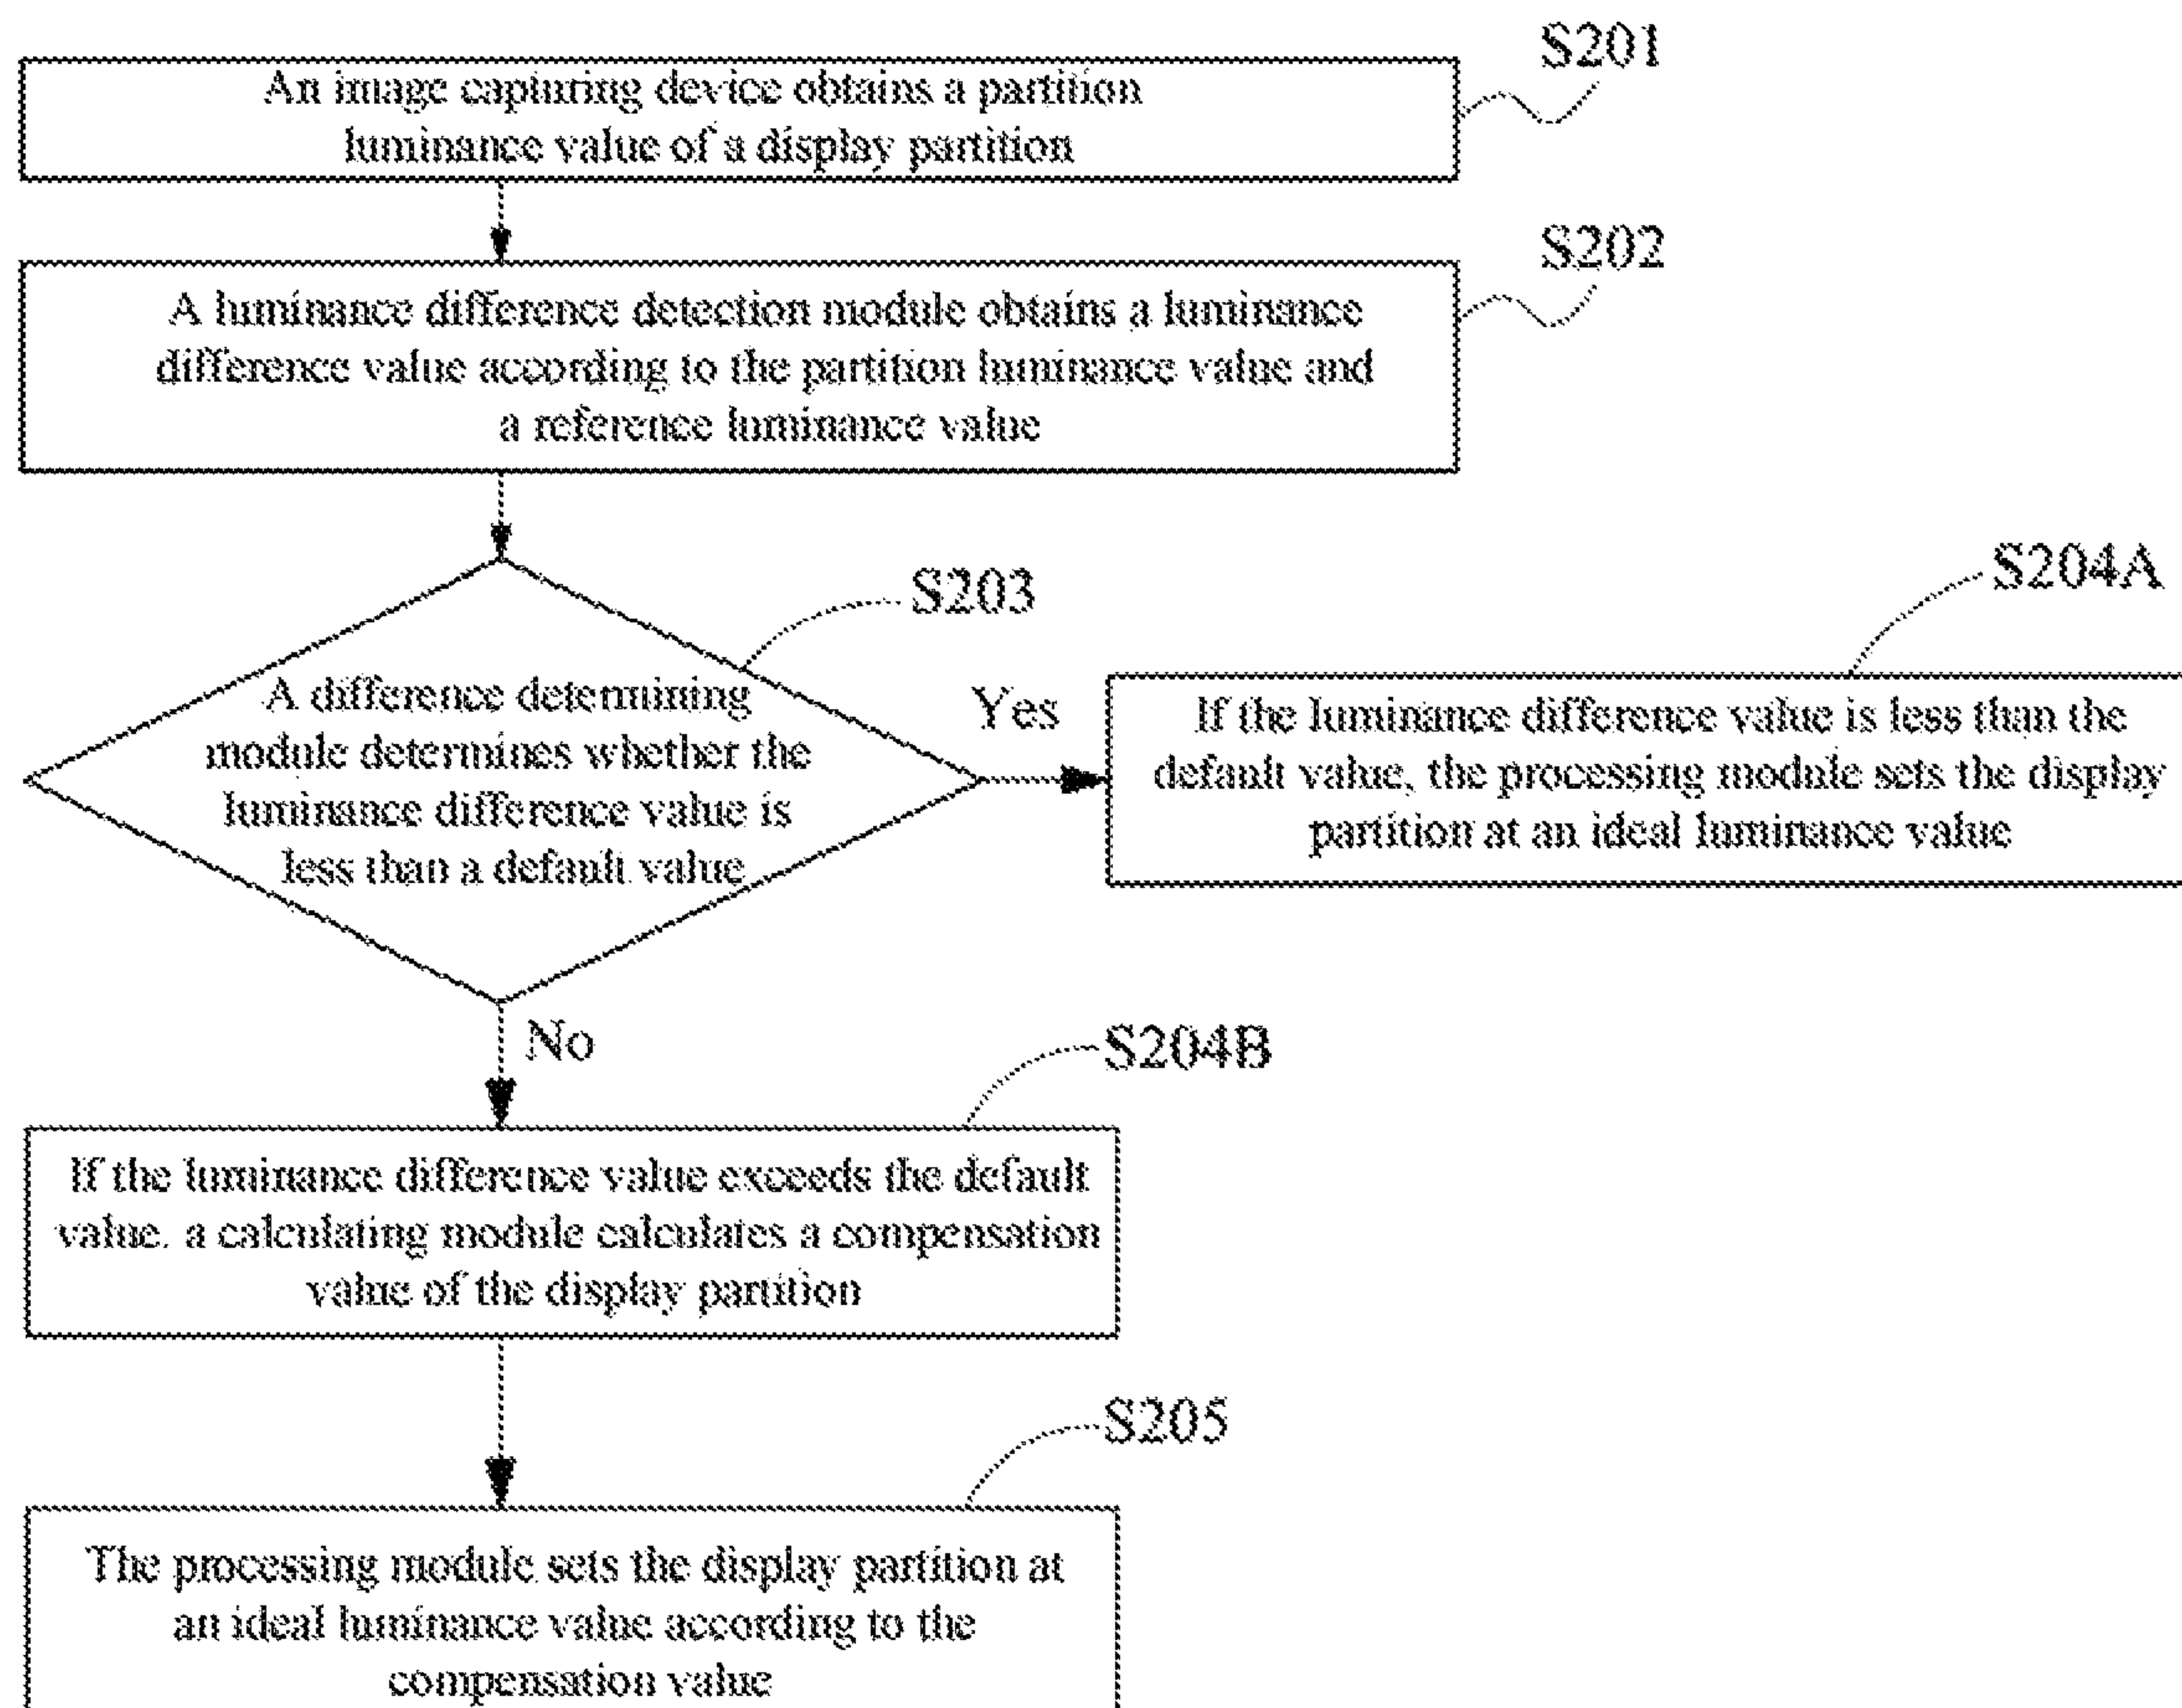 S201
An image capturing device obtains a partition
luminance value of a display partition
S202
A luminance difference detection module obtains a luminance
difference value according to the partition luminance value and
a reference luminance value
S203
A difference determining
module determines whether the
luminance difference value is
less than a default value
Yes
S204A
If the luminance difference value is less than the
default value, the processing module sets the display
partition at an ideal luminance value
No
S204B
If the luminance difference value exceeds the default
value. a calculating module calculates a compensation
value of the display partition
S205
The processing module sets the display partition at
an ideal luminance value according to the
compensation value